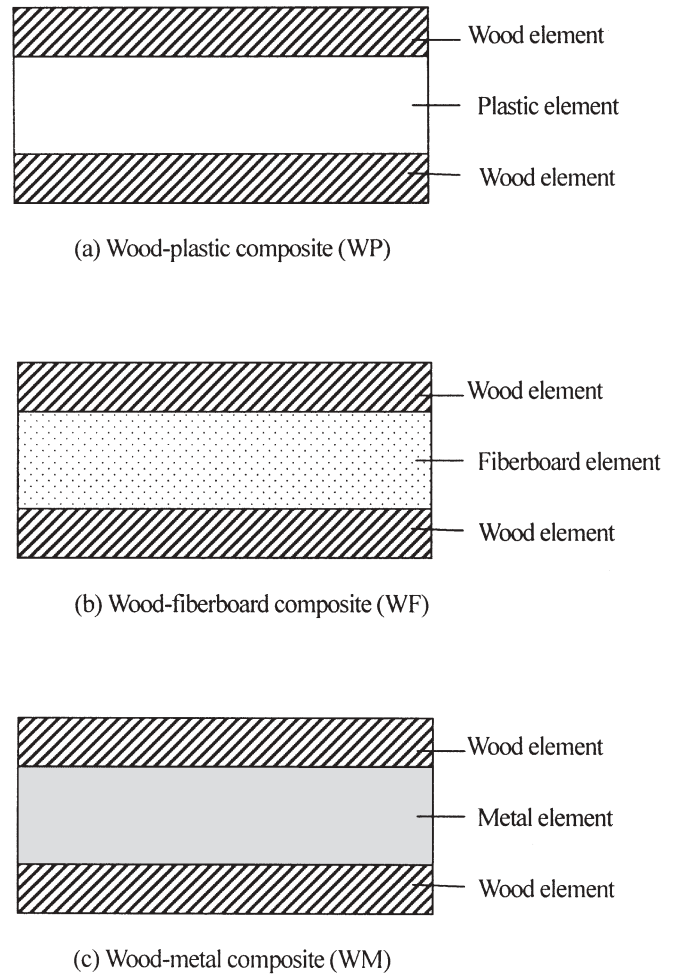 Wood element
Plastic element
Wood element
(a) Wood-plastic composite (WP)
Wood element
Fiberboard element
Wood element
(b) Wood-fiberboard composite (WF)
Wood element
Metal element
Wood element
(c) Wood-metal composite (WM)